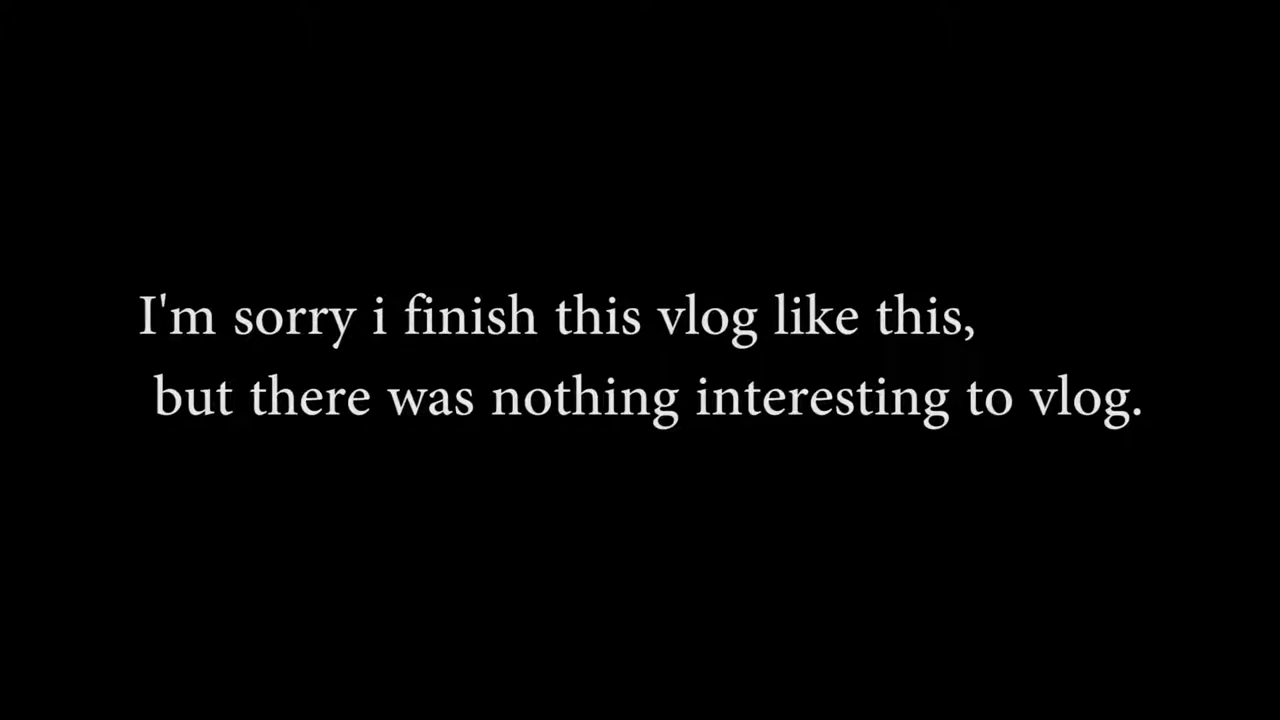 I'm sorry i finish this vlog like this,
but there was nothing interesting to vlog.